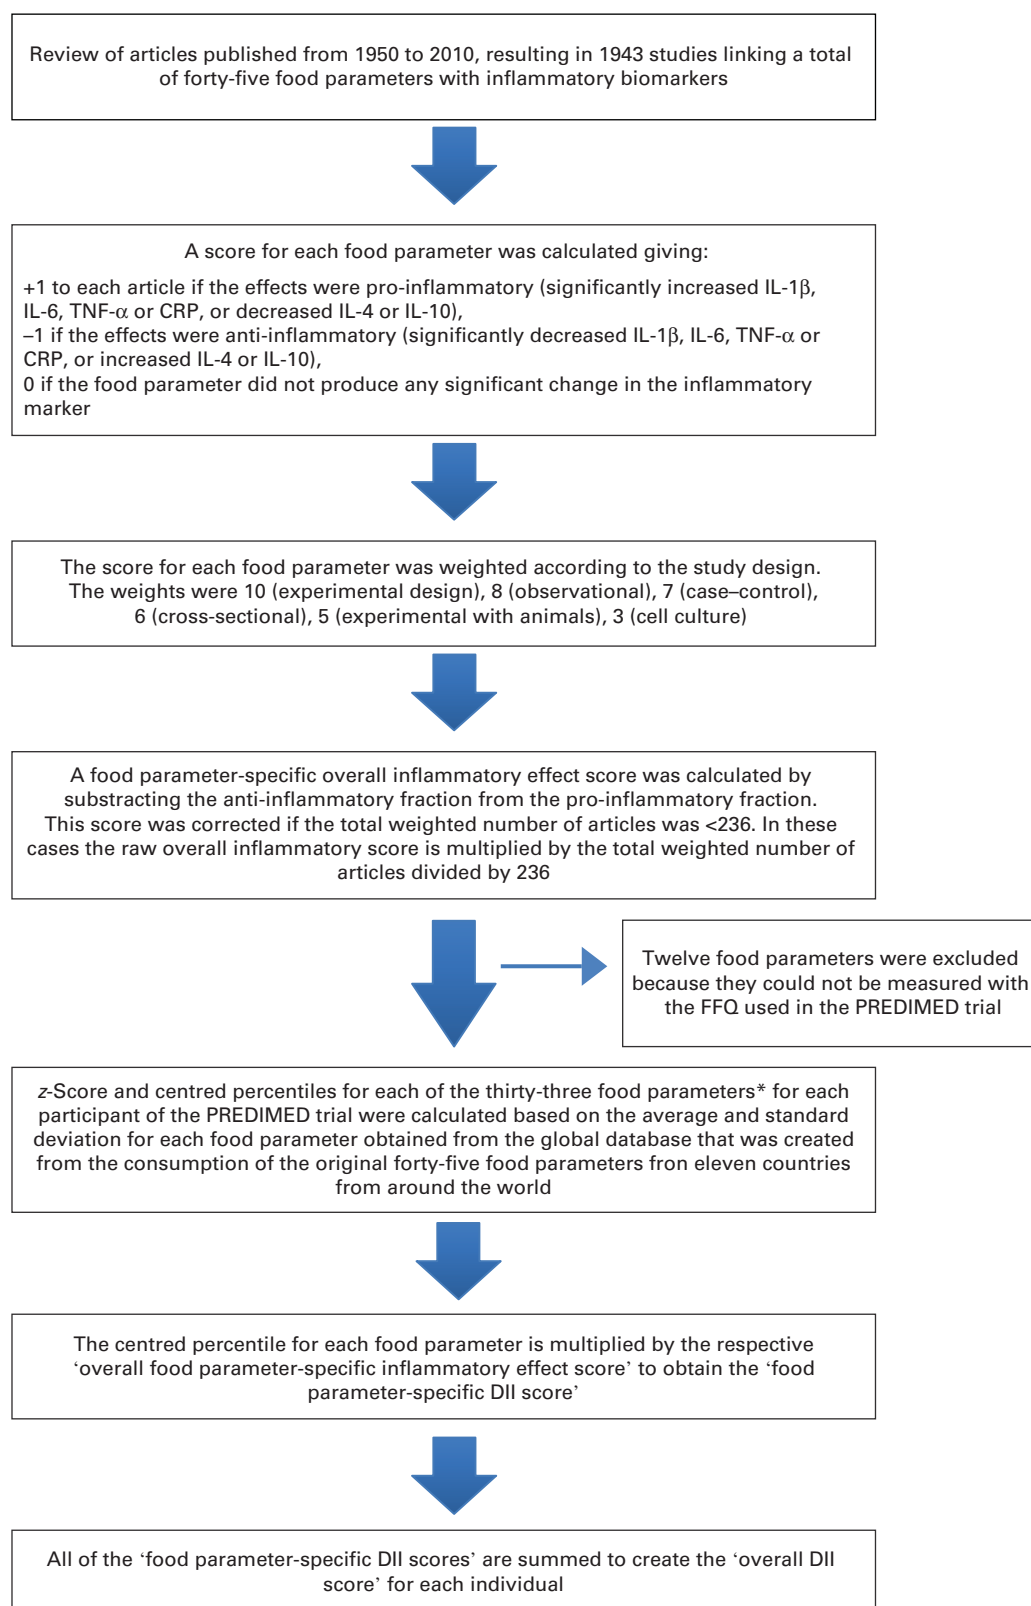 Review of articles published from 1950 to 2010, resulting in 1943 studies linking a total
of forty-five food parameters with inflammatory biomarkers
A score for each food parameter was calculated giving:
+1 to each article if the effects were pro-inflammatory (significantly increased IL-1β,
IL-6, TNF-α or CRP, or decreased IL-4 or IL-10),
–1 if the effects were anti-inflammatory (significantly decreased IL-1β, IL-6, TNF-α or
CRP, or increased IL-4 or IL-10),
0 if the food parameter did not produce any significant change in the inflammatory
marker
The score for each food parameter was weighted according to the study design.
The weights were 10 (experimental design), 8 (observational), 7 (case–control),
6 (cross-sectional), 5 (experimental with animals), 3 (cell culture)
A food parameter-specific overall inflammatory effect score was calculated by
substracting the anti-inflammatory fraction from the pro-inflammatory fraction.
This score was corrected if the total weighted number of articles was <236. In these
cases the raw overall inflammatory score is multiplied by the total weighted number of
articles divided by 236
Twelve food parameters were excluded
because they could not be measured with
the FFQ used in the PREDIMED trial
z-Score and centred percentiles for each of the thirty-three food parameters* for each
participant of the PREDIMED trial were calculated based on the average and standard
deviation for each food parameter obtained from the global database that was created
from the consumption of the original forty-five food parameters fron eleven countries
from around the world
The centred percentile for each food parameter is multiplied by the respective
‘overall food parameter-specific inflammatory effect score’ to obtain the ‘food
parameter-specific DII score’
All of the ‘food parameter-specific DII scores’ are summed to create the ‘overall DII
score’ for each individual